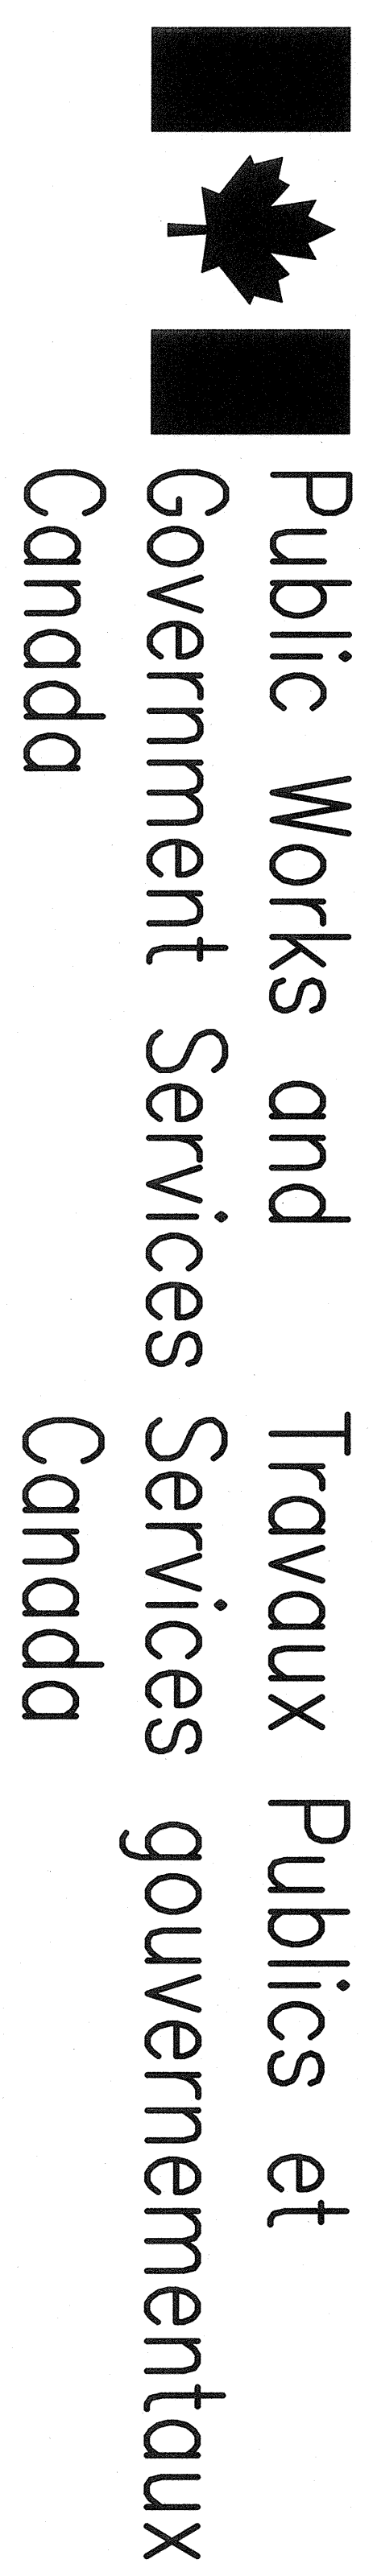 Public Works and
Government Services
Canada
Travaux Publics et
Services gouvernementaux
Canada